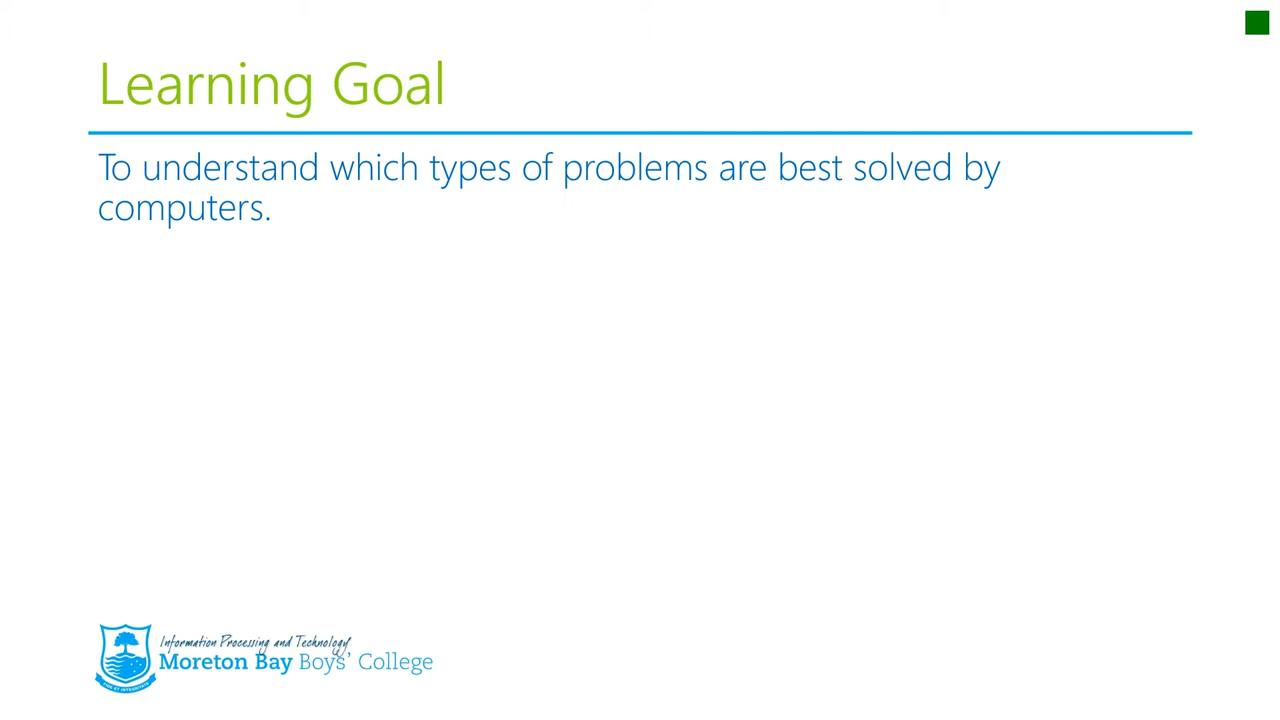 Learning Goal
To understand which types of problems are best solved by
computers.
Information Processing and Technology
Moreton Bay Boys' College